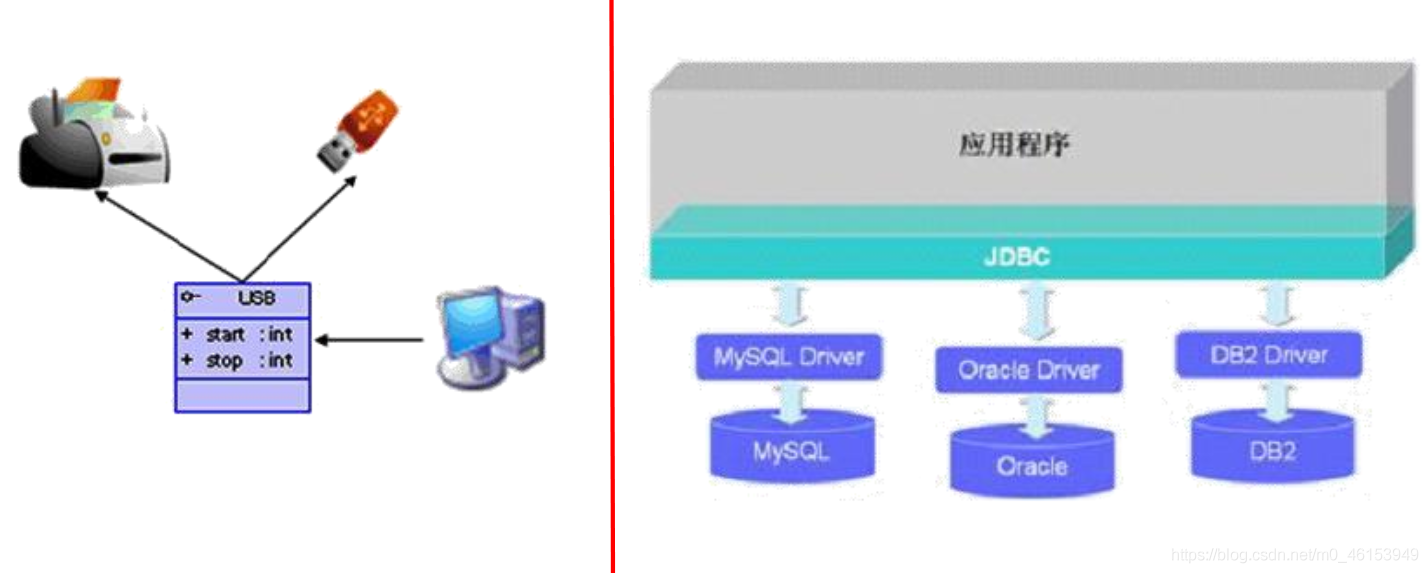 USB
+ start :int
+ stop :int
应用程序
JDBC
MySQL Driver
Oracle Driver
DB2 Driver
MySQL
Oracle
DB2
https://blog.csdn.net/m0_46153949